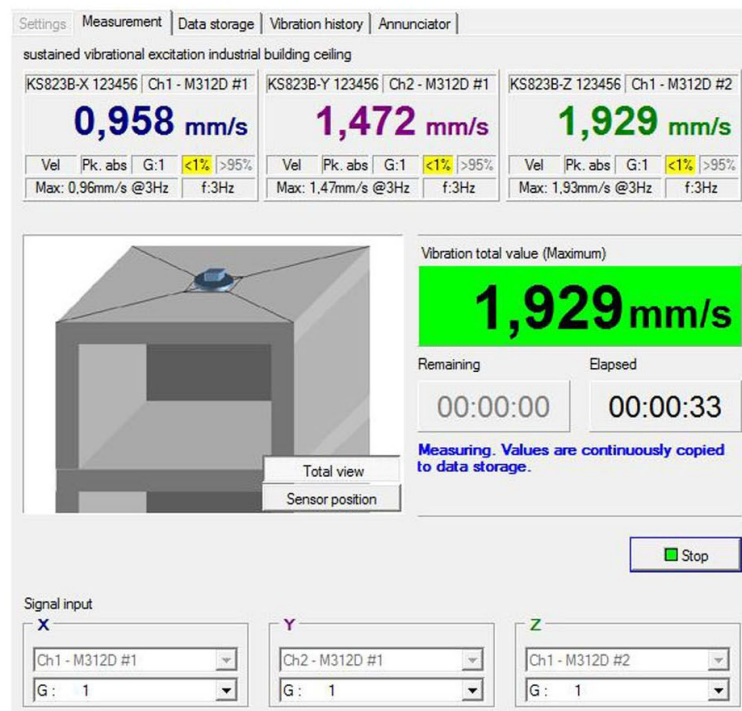 Settings Measurement Data storage Vibration history Annunciator
sustained vibrational excitation industrial building ceiling
KS823B-X 123456 Ch1 - M312D #1 KS823B-Y 123456 Ch2 - M312D #1 KS823B-Z 123456 Ch1 - M312D #2
0,958 mm/s 1,472 mm/s 1,929 mm/s
Vel Pk. abs G:1 <1% >95% Vel Pk. abs G:1 <1% >95% Vel Pk. abs G:1 <1% >95%
Max: 0,96mm/s @3Hz f:3Hz Max: 1,47mm/s @3Hz f:3Hz Max: 1,93mm/s @3Hz f:3Hz
Vibration total value (Maximum)
1,929 mm/s
Remaining Elapsed
00:00:00 00:00:33
Measuring. Values are continuously copied
to data storage.
Total view
Sensor position
Stop
Signal input
X Y Z
Ch1 - M312D #1 Ch2 - M312D #1 Ch1 - M312D #2
G : 1 G : 1 G : 1